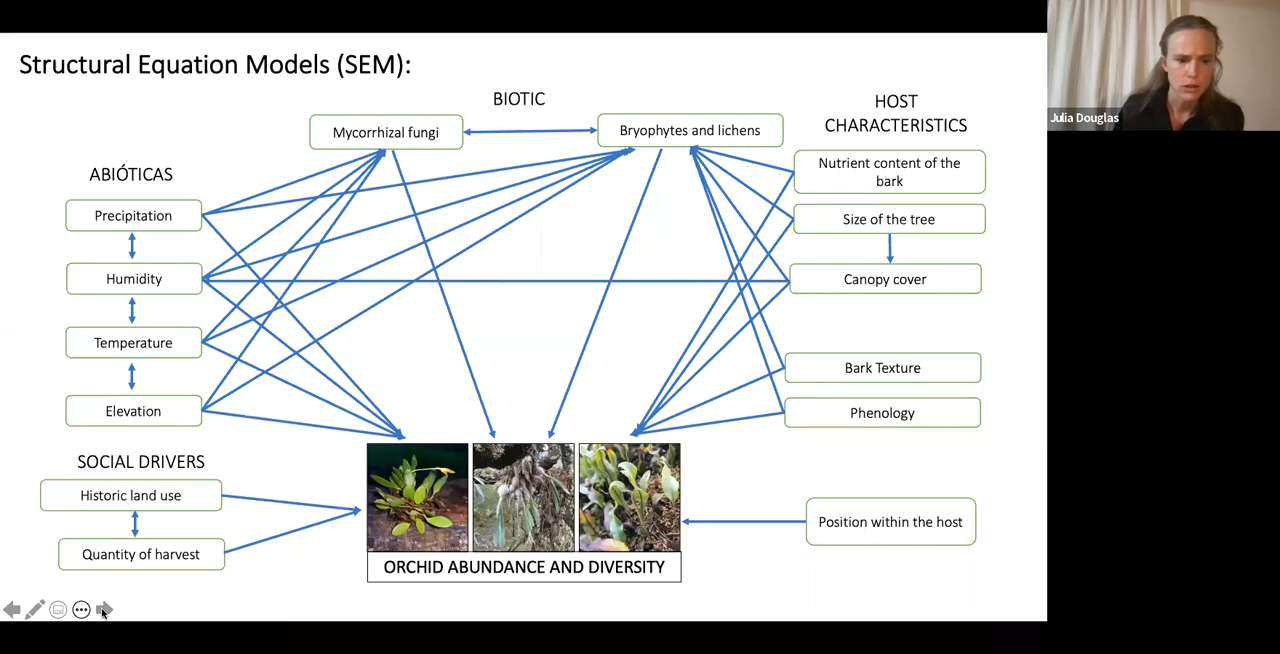 Structural Equation Models (SEM):
BIOTIC
HOST
CHARACTERISTICS
Mycorrhizal fungi
Bryophytes and lichens
Nutrient content of the
bark
ABIÓTICAS
Precipitation
Size of the tree
Humidity
Canopy cover
Temperature
Bark Texture
Elevation
Phenology
SOCIAL DRIVERS
Historic land use
Position within the host
Quantity of harvest
ORCHID ABUNDANCE AND DIVERSITY
Julia Douglas